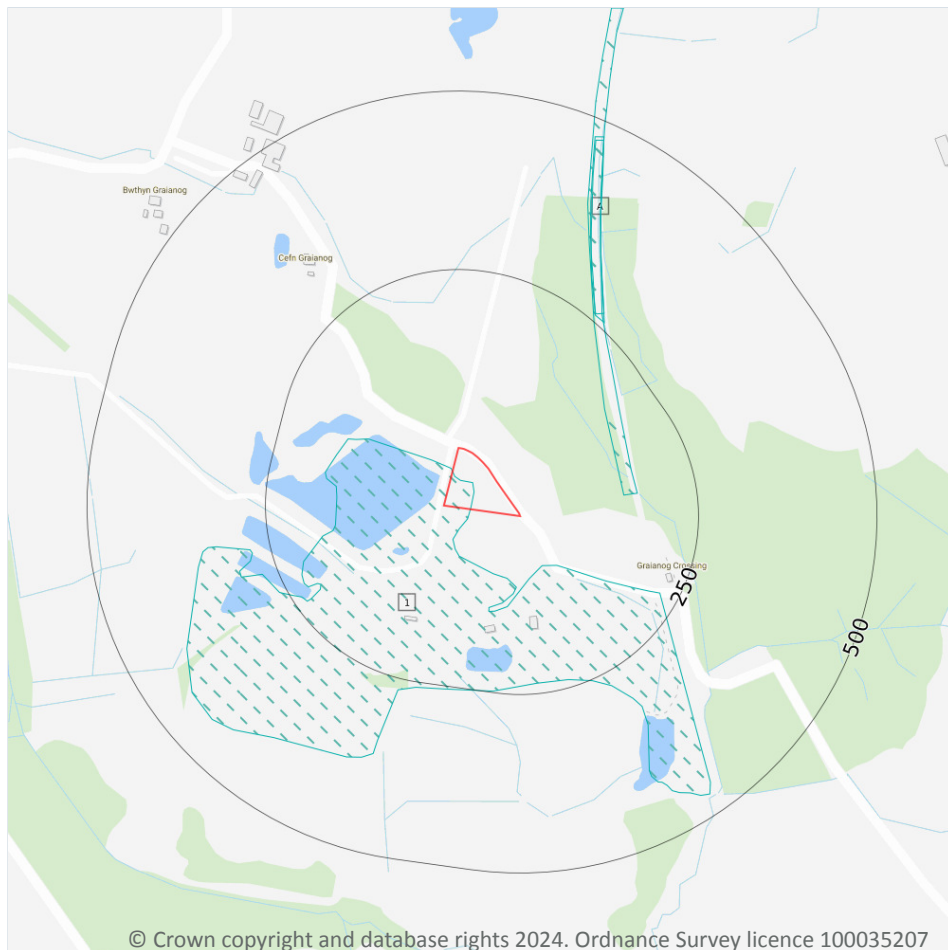 Bwthyn Graianog
A
Cefn Graianog
Graianog Crossing
250
1
500
© Crown copyright and database rights 2024. Ordnance Survey licence 100035207